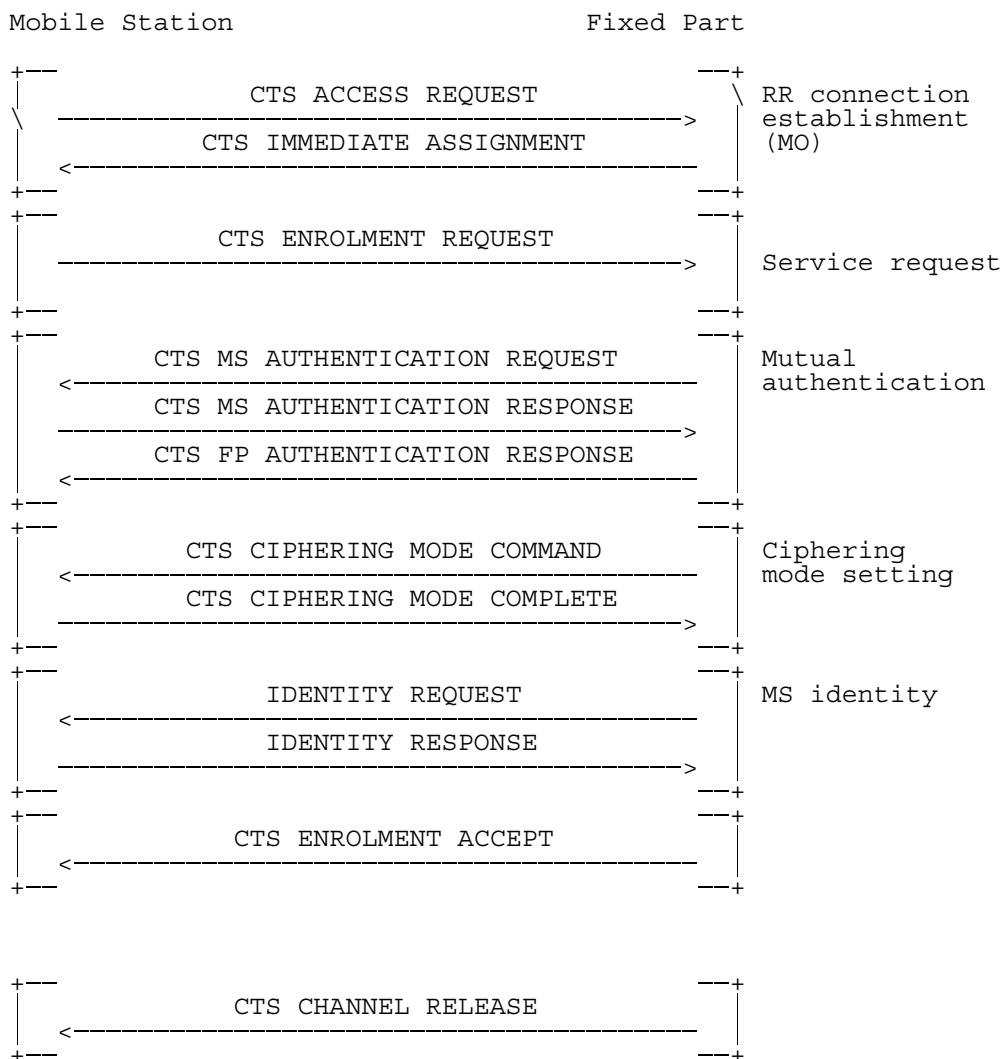 Mobile Station Fixed Part
CTS ACCESS REQUEST RR connection
establishment
CTS IMMEDIATE ASSIGNMENT (MO)
CTS ENROLMENT REQUEST
Service request
CTS MS AUTHENTICATION REQUEST Mutual
authentication
CTS MS AUTHENTICATION RESPONSE
CTS FP AUTHENTICATION RESPONSE
CTS CIPHERING MODE COMMAND Ciphering
mode setting
CTS CIPHERING MODE COMPLETE
IDENTITY REQUEST MS identity
IDENTITY RESPONSE
CTS ENROLMENT ACCEPT
CTS CHANNEL RELEASE